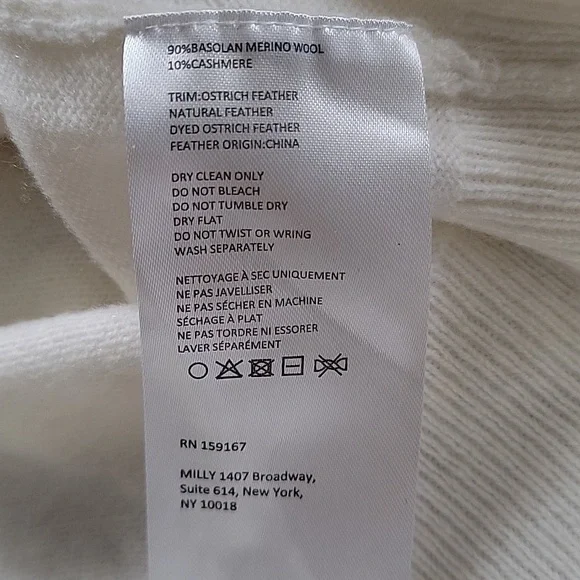 90%BASOLAN MERINO WOOL
10%CASHMERE
TRIM:OSTRICH FEATHER
NATURAL FEATHER
DYED OSTRICH FEATHER
FEATHER ORIGIN:CHINA
DRY CLEAN ONLY
DO NOT BLEACH
DO NOT TUMBLE DRY
DRY FLAT
DO NOT TWIST OR WRING
WASH SEPARATELY
NETTOYAGE À SEC UNIQUEMENT
NE PAS JAVELLISER
NE PAS SÉCHER EN MACHINE
SÉCHAGE À PLAT
NE PAS TORDRE NI ESSORER
LAVER SÉPARÉMENT
RN 159167
MILLY 1407 Broadway,
Suite 614, New York,
NY 10018